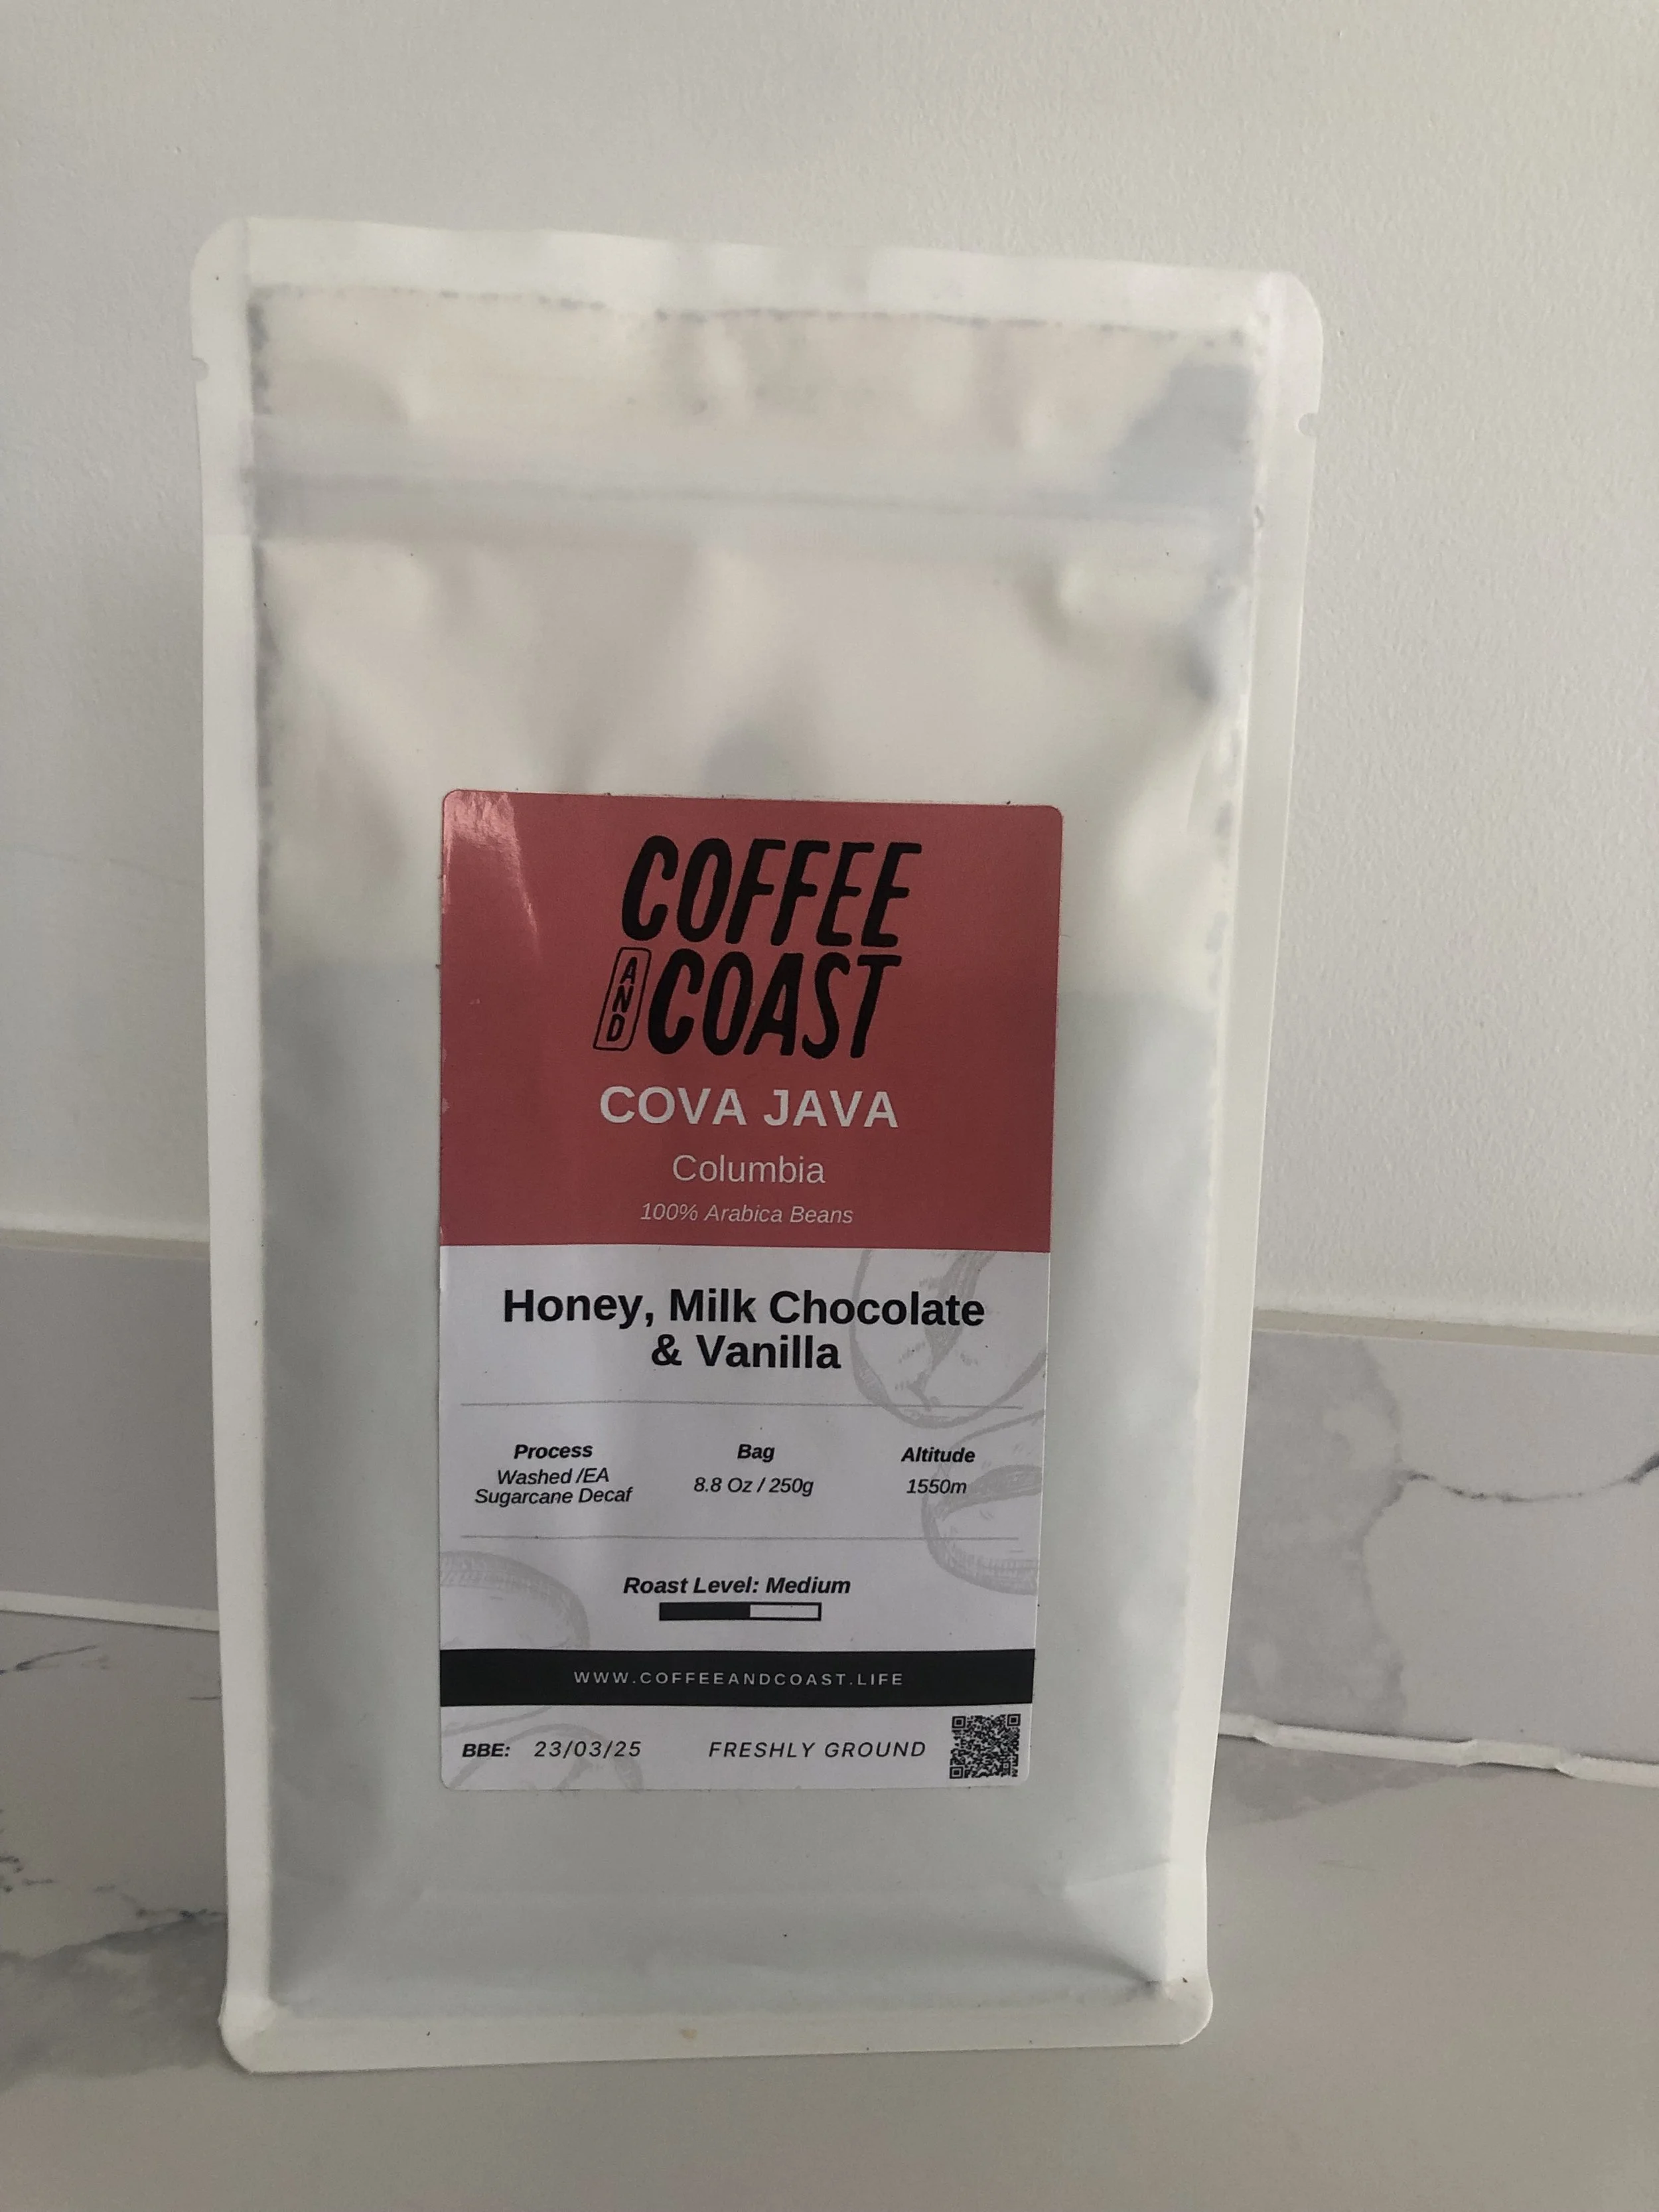 COFFEE
AND COAST
COVA JAVA
Columbia
100% Arabica Beans
Honey, Milk Chocolate
& Vanilla
Process
Washed /EA
Sugarcane Decaf
Bag
8.8 Oz / 250g
Altitude
1550m
Roast Level: Medium
WWW.COFFEEANDCOAST.LIFE
BBE: 23/03/25 FRESHLY GROUND